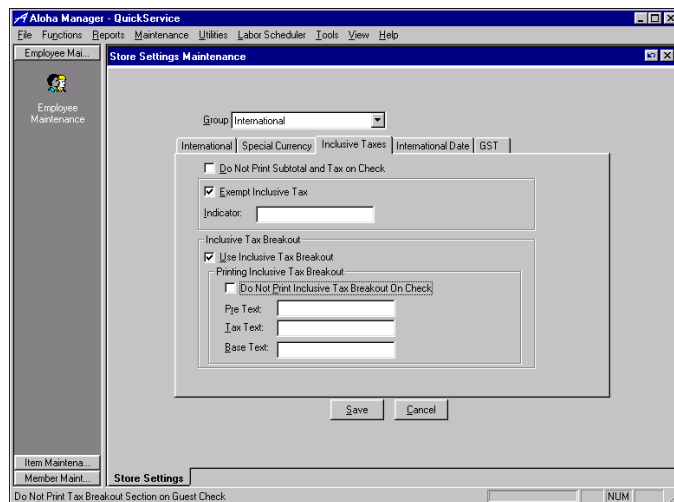 Aloha Manager - QuickService
File Functions Reports Maintenance Utilities Labor Scheduler Tools View Help
Employee Mai...
Store Settings Maintenance
Employee
Maintenance
Group International
International Special Currency Inclusive Taxes International Date GST
Do Not Print Subtotal and Tax on Check
Exempt Inclusive Tax
Indicator:
Inclusive Tax Breakout
Use Inclusive Tax Breakout
Printing Inclusive Tax Breakout
Do Not Print Inclusive Tax Breakout On Check
Pre Text:
Tax Text:
Base Text:
Save Cancel
Item Maintena...
Member Maint...
Store Settings
Do Not Print Tax Breakout Section on Guest Check
NUM